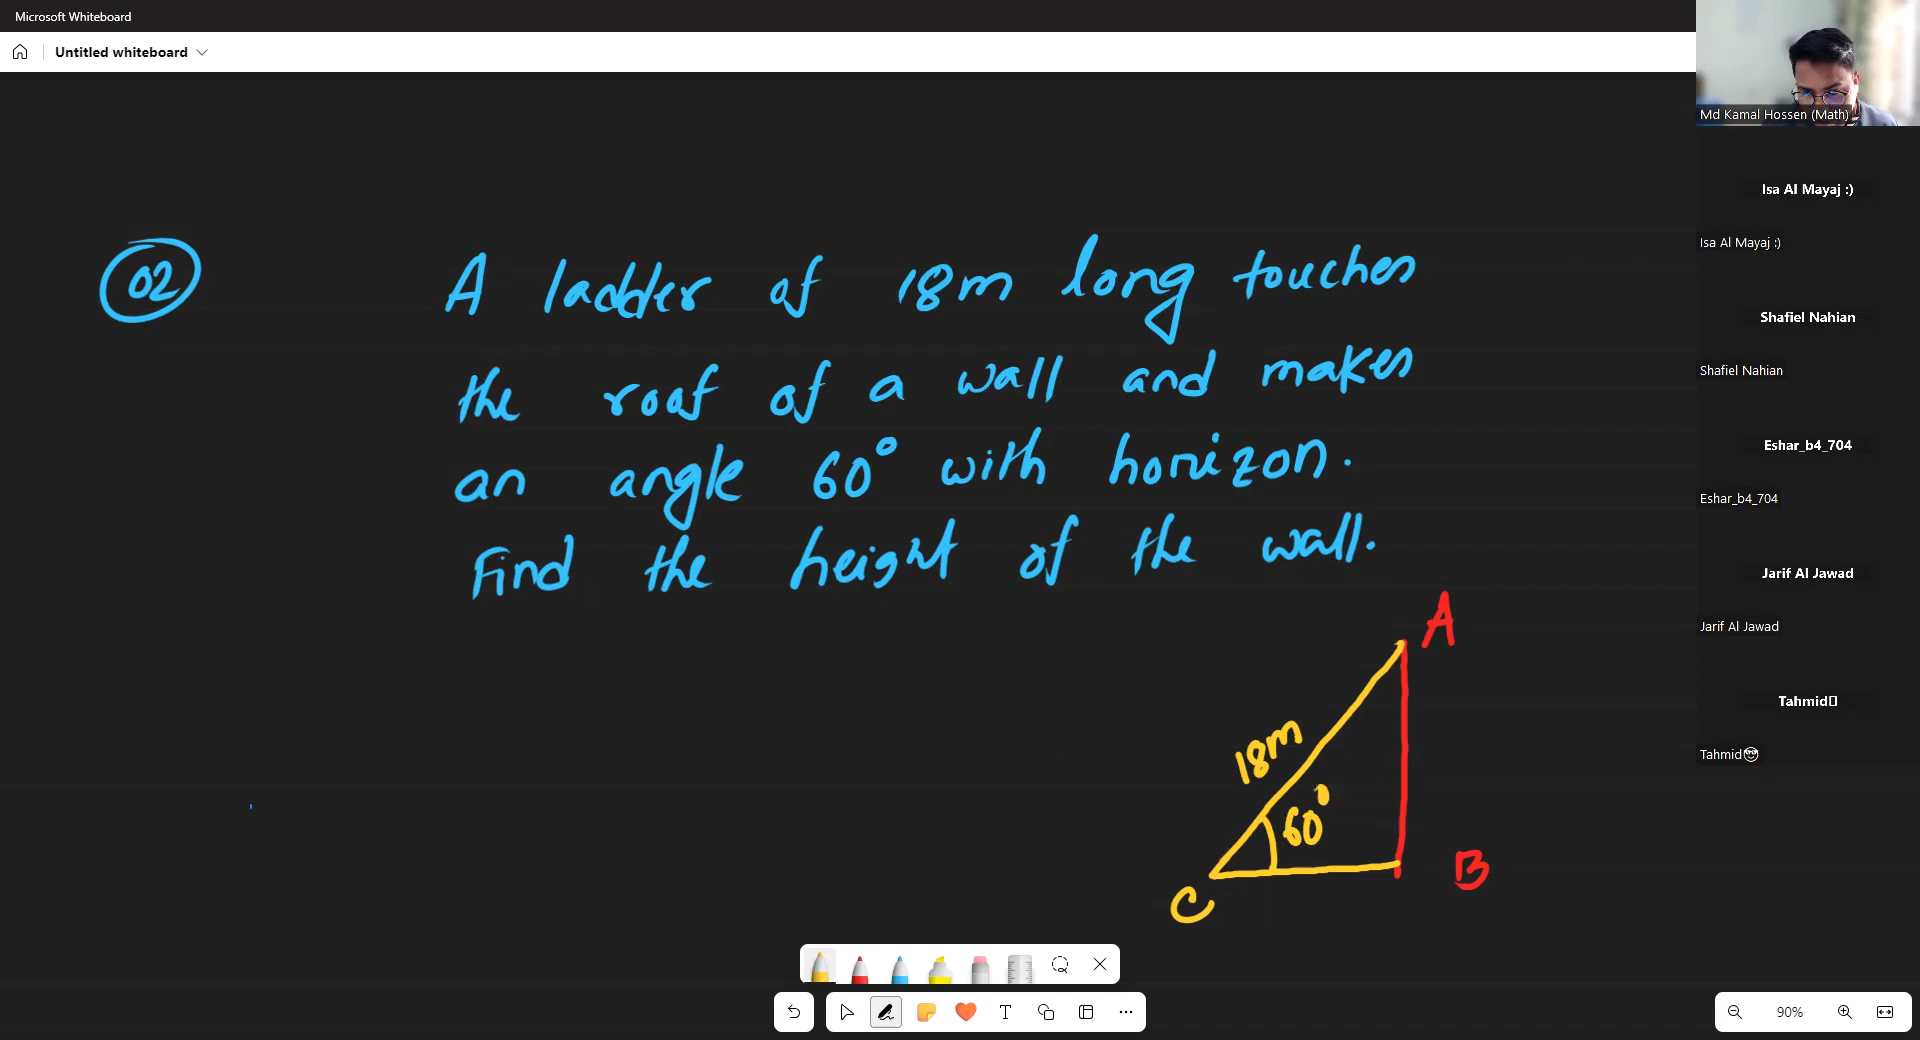 Microsoft Whiteboard
Untitled whiteboard
Md Kamal Hossen (Math)
Isa Al Mayaj :)
Isa Al Mayaj :)
Shafiel Nahian
Shafiel Nahian
Eshar_b4_704
Eshar_b4_704
Jarif Al Jawad
Jarif Al Jawad
Tahmid
Tahmid😎
02
A ladder of 18m long touches
the roof of a wall and makes
an angle 60° with horizon.
Find the height of the wall.
A
18m
60°
B
C
T
90%